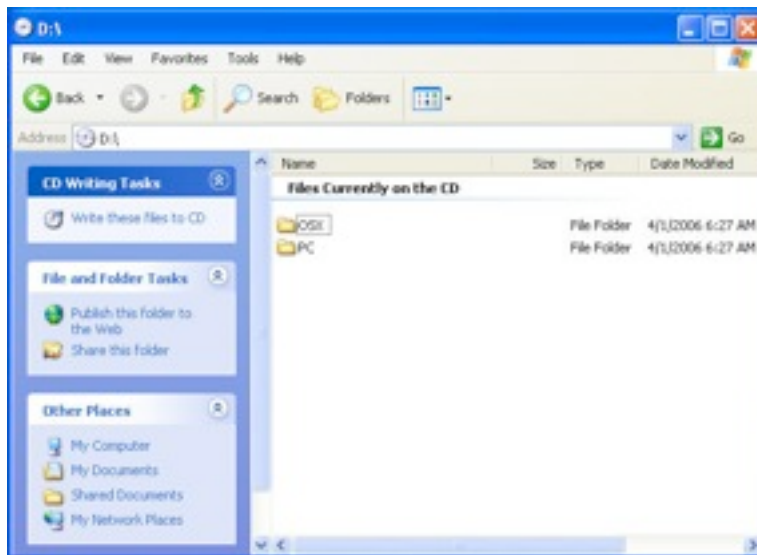 D:\
File Edit View Favorites Tools Help
Back Search Folders
Address D:\ Go
Name Size Type Date Modified
CD Writing Tasks
Write these files to CD
Files Currently on the CD
OSX File Folder 4/1/2006 6:27 AM
PC File Folder 4/1/2006 6:27 AM
File and Folder Tasks
Publish this folder to
the Web
Share this folder
Other Places
My Computer
My Documents
Shared Documents
My Network Places